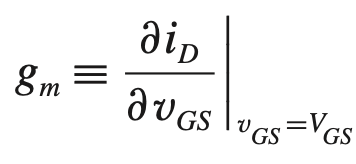 g_m ≡ ∂i_D / ∂v_GS |_{v_GS = V_GS}